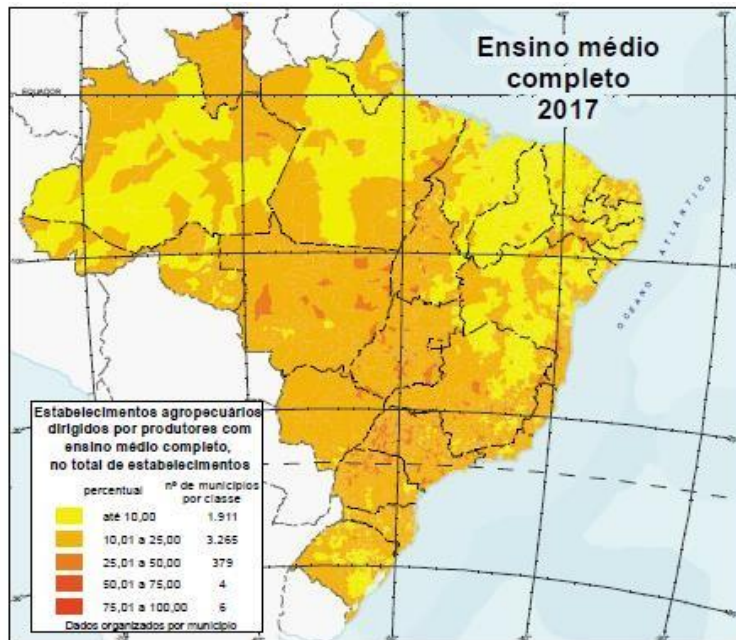 Ensino médio
completo
2017
EQUADOR
OCEANO ATLÂNTICO
Estabelecimentos agropecuários
dirigidos por produtores com
ensino médio completo,
no total de estabelecimentos
percentual nº de municípios
por classe
até 10,00 1.911
10,01 a 25,00 3.265
25,01 a 50,00 379
50,01 a 75,00 4
75,01 a 100,00 6
Dados organizados por município